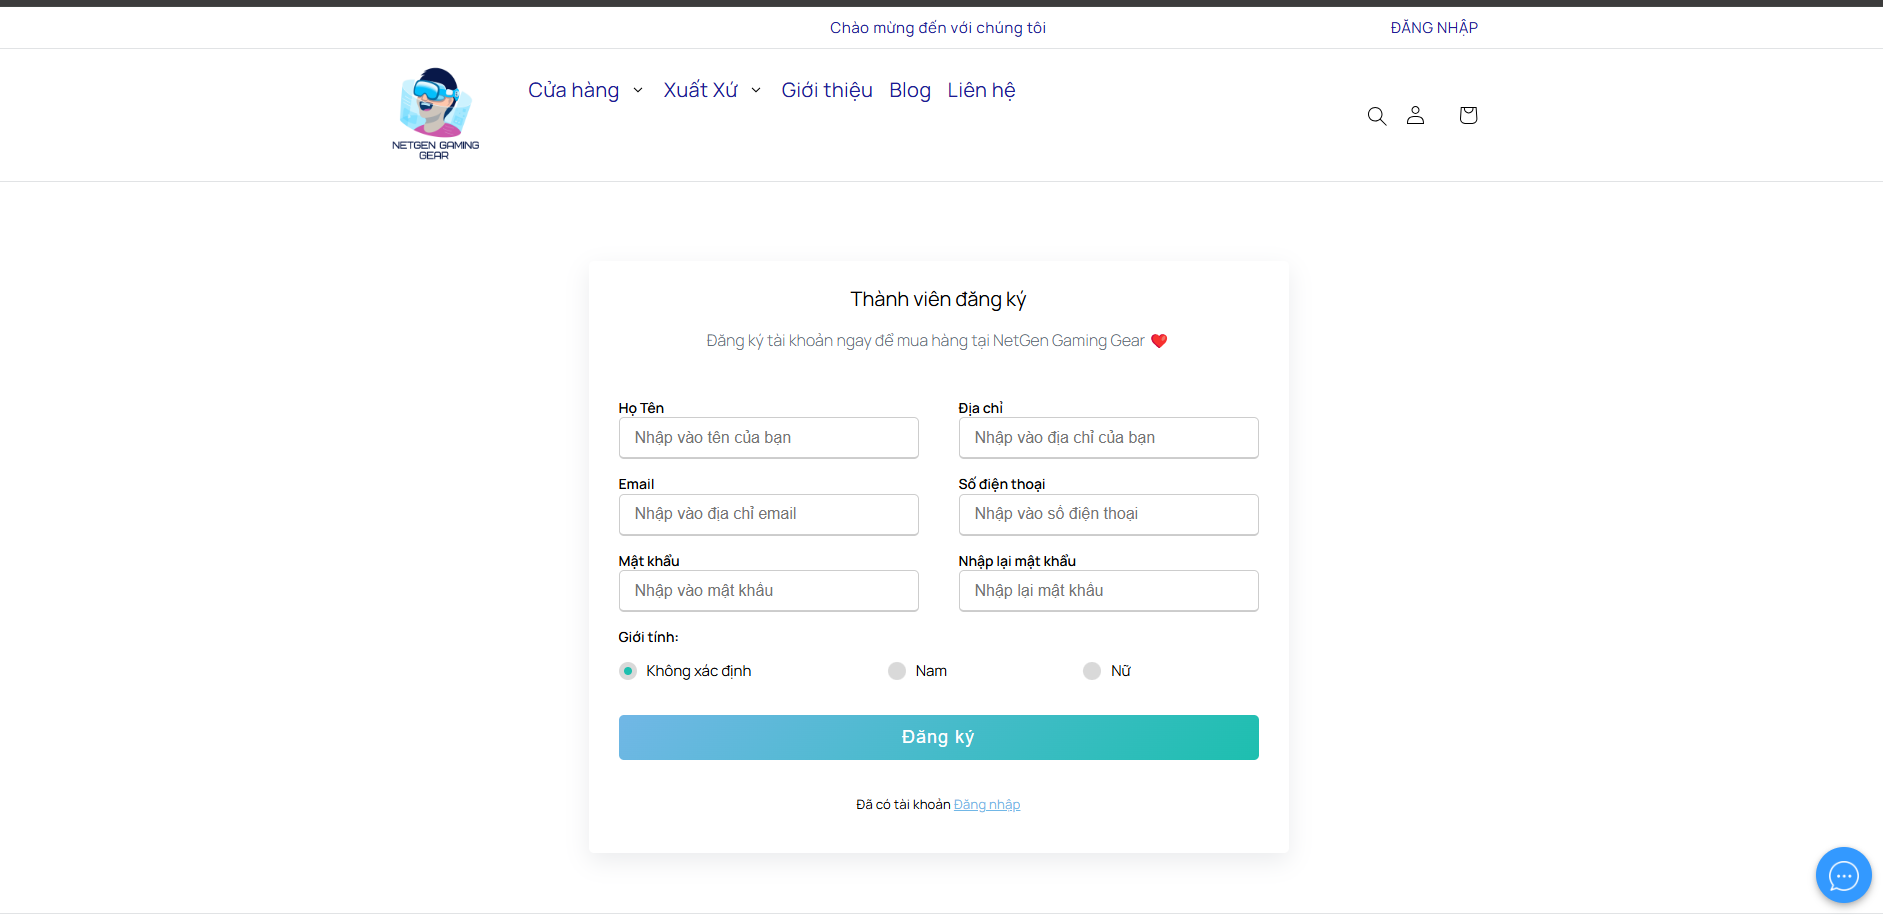 Chào mừng đến với chúng tôi
ĐĂNG NHẬP
NETGEN GAMING
GEAR
Cửa hàng
Xuất Xứ
Giới thiệu
Blog
Liên hệ
Thành viên đăng ký
Đăng ký tài khoản ngay để mua hàng tại NetGen Gaming Gear ❤️
Họ Tên
Nhập vào tên của bạn
Địa chỉ
Nhập vào địa chỉ của bạn
Email
Nhập vào địa chỉ email
Số điện thoại
Nhập vào số điện thoại
Mật khẩu
Nhập vào mật khẩu
Nhập lại mật khẩu
Nhập lại mật khẩu
Giới tính:
Không xác định
Nam
Nữ
Đăng ký
Đã có tài khoản Đăng nhập